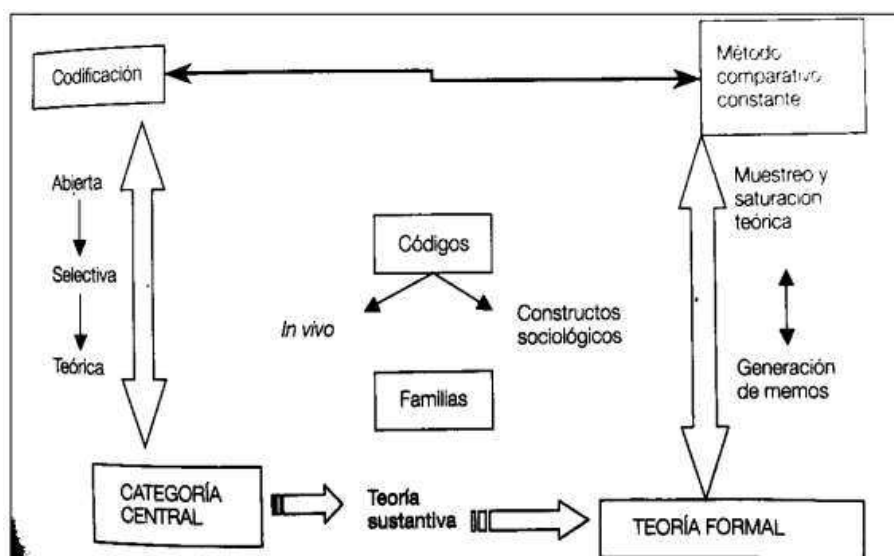 Codificación
Método
comparativo
constante
Abierta
Selectiva
Teórica
Códigos
In vivo
Constructos
sociológicos
Familias
Muestreo y
saturación
teórica
Generación
de memos
CATEGORÍA
CENTRAL
Teoría
sustantiva
TEORÍA FORMAL